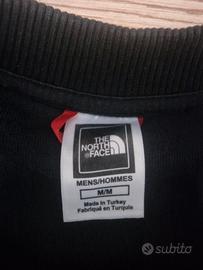 THE
NORTH
FACE
MENS/HOMMES
M/M
Made in Turkey
Fabriqué en Turquie
subito